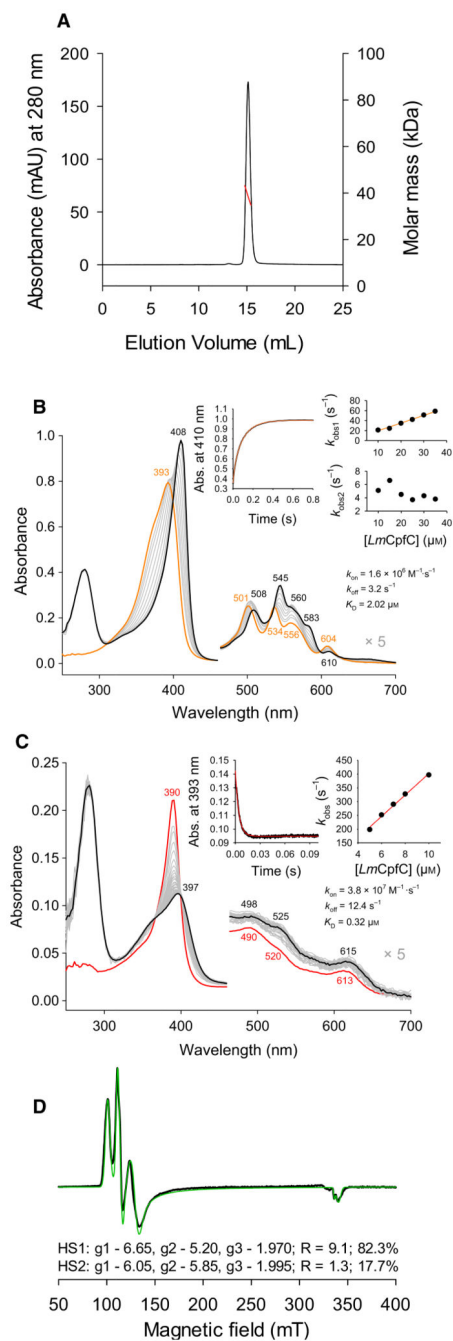 A
Absorbance (mAU) at 280 nm
200
150
100
50
0
100
80
60
40
20
0
Molar mass (kDa)
0 5 10 15 20 25
Elution Volume (mL)
B
Absorbance
1.0
0.8
0.6
0.4
0.2
0.0
393
408
Abs. at 410 nm
1.1
1.0
0.9
0.8
0.7
0.6
0.5
0.4
0.3
0.0 0.2 0.4 0.6 0.8
Time (s)
kobs1 (s−1)
80
60
40
20
0
10 20 30 40
kobs2 (s−1)
8
6
4
2
0
10 20 30 40
[LmCpfC] (μM)
kon = 1.6 × 10⁶ M−1·s−1
koff = 3.2 s−1
KD = 2.02 μM
501
508
534
545
556
560
583
604
610
× 5
300 400 500 600 700
Wavelength (nm)
C
Absorbance
0.25
0.20
0.15
0.10
0.05
0.00
390
397
Abs. at 393 nm
0.15
0.14
0.13
0.12
0.11
0.10
0.09
0.00 0.03 0.06 0.09
Time (s)
kobs (s−1)
450
400
350
300
250
200
150
6 8 10
[LmCpfC] (μM)
kon = 3.8 × 10⁷ M−1·s−1
koff = 12.4 s−1
KD = 0.32 μM
498
525
615
490
520
613
× 5
300 400 500 600 700
Wavelength (nm)
D
HS1: g1 - 6.65, g2 - 5.20, g3 - 1.970; R = 9.1; 82.3%
HS2: g1 - 6.05, g2 - 5.85, g3 - 1.995; R = 1.3; 17.7%
50 100 150 200 250 300 350 400
Magnetic field (mT)